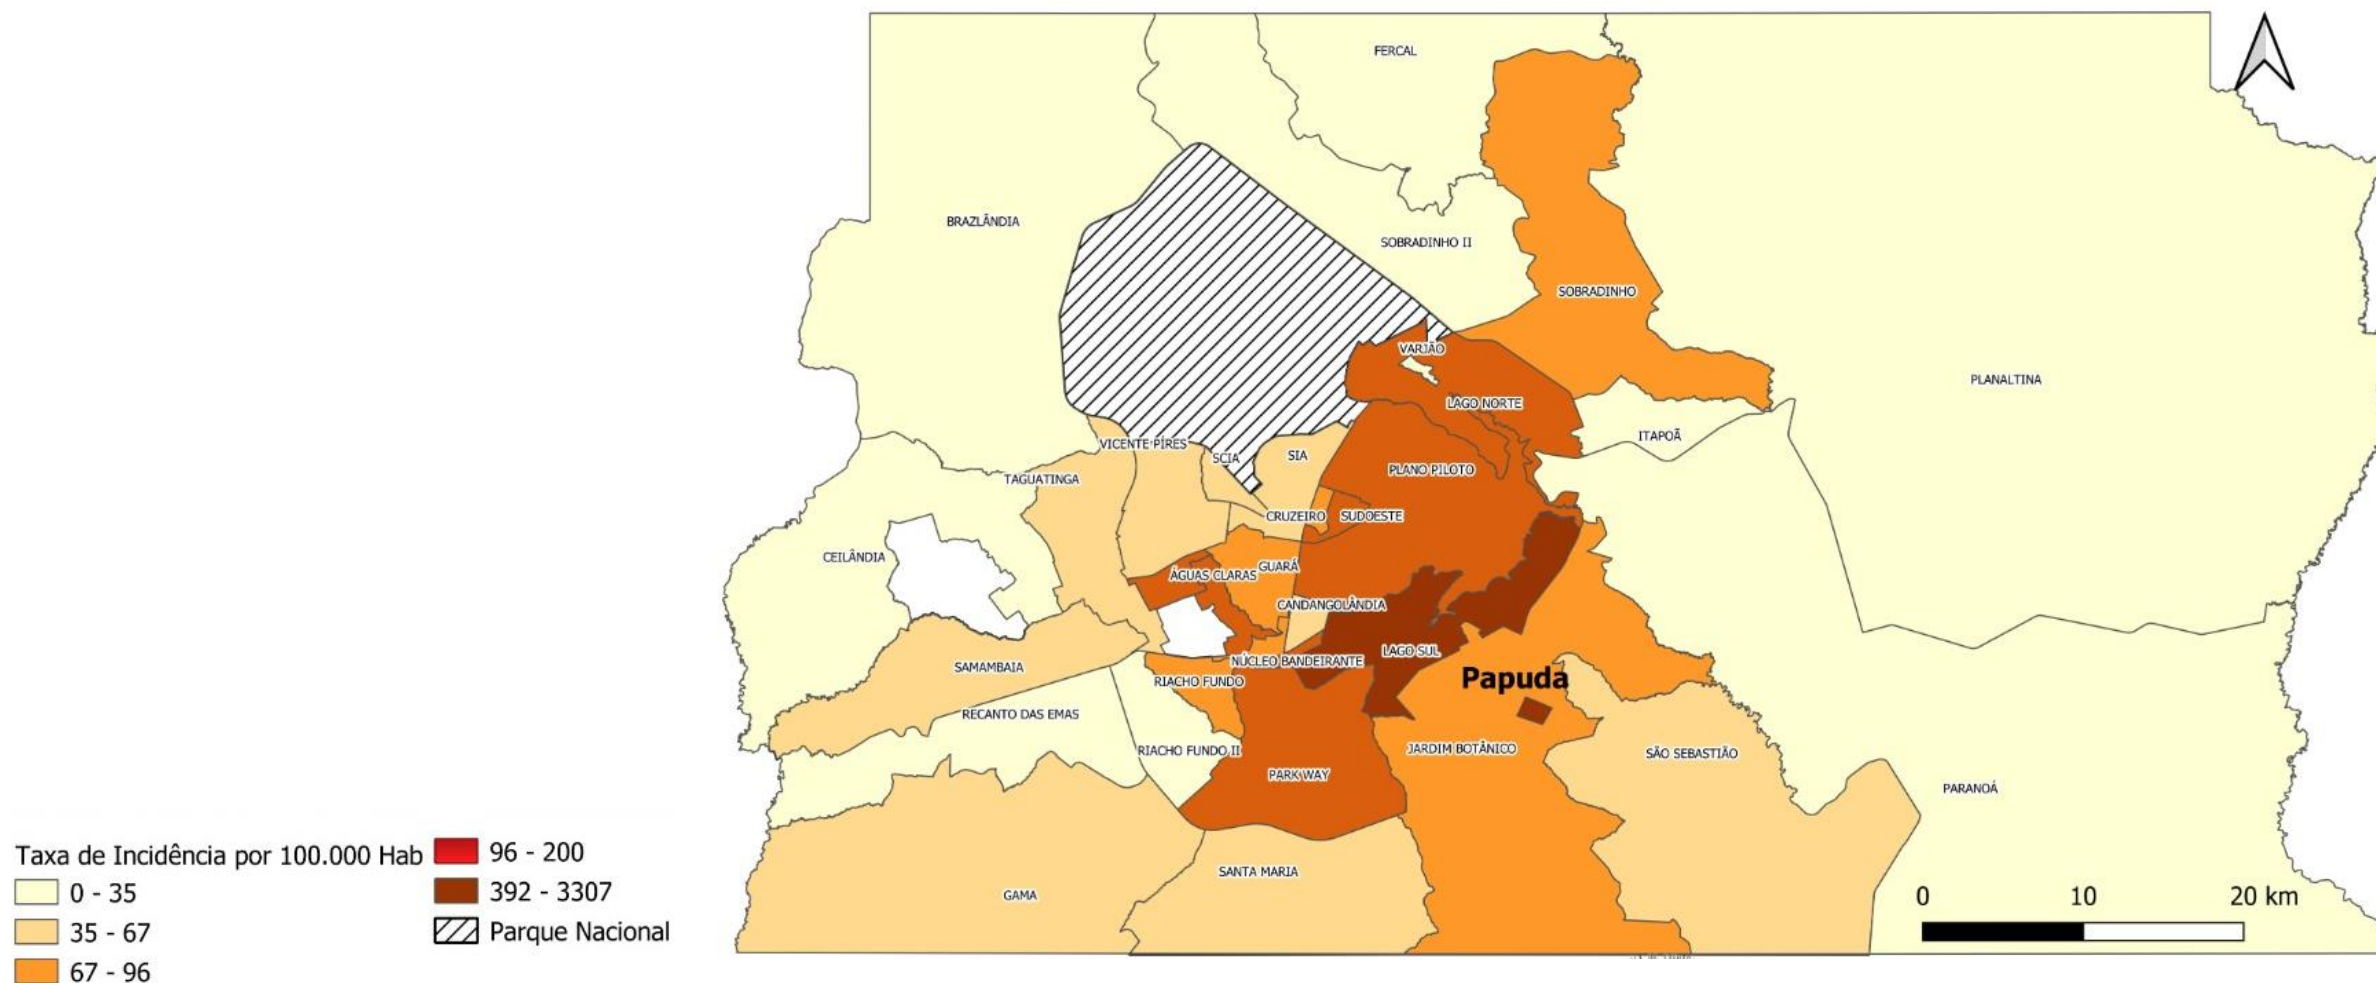 FERCAL
BRAZLÂNDIA
SOBRADINHO II
SOBRADINHO
VARJÃO
PLANALTINA
LAGO NORTE
ITAPOÃ
VICENTE PIRES
SCIA
SIA
PLANO PILOTO
TAGUATINGA
CRUZEIRO
SUDOESTE
CEILÂNDIA
ÁGUAS CLARAS
GUARÁ
CANDANGOLÂNDIA
LAGO SUL
NÚCLEO BANDEIRANTE
SAMAMBAIA
RIACHO FUNDO
Papuda
RECANTO DAS EMAS
RIACHO FUNDO II
JARDIM BOTÂNICO
SÃO SEBASTIÃO
PARK WAY
PARANOÁ
SANTA MARIA
GAMA
Taxa de Incidência por 100.000 Hab
0 - 35
35 - 67
67 - 96
96 - 200
392 - 3307
Parque Nacional
0 10 20 km